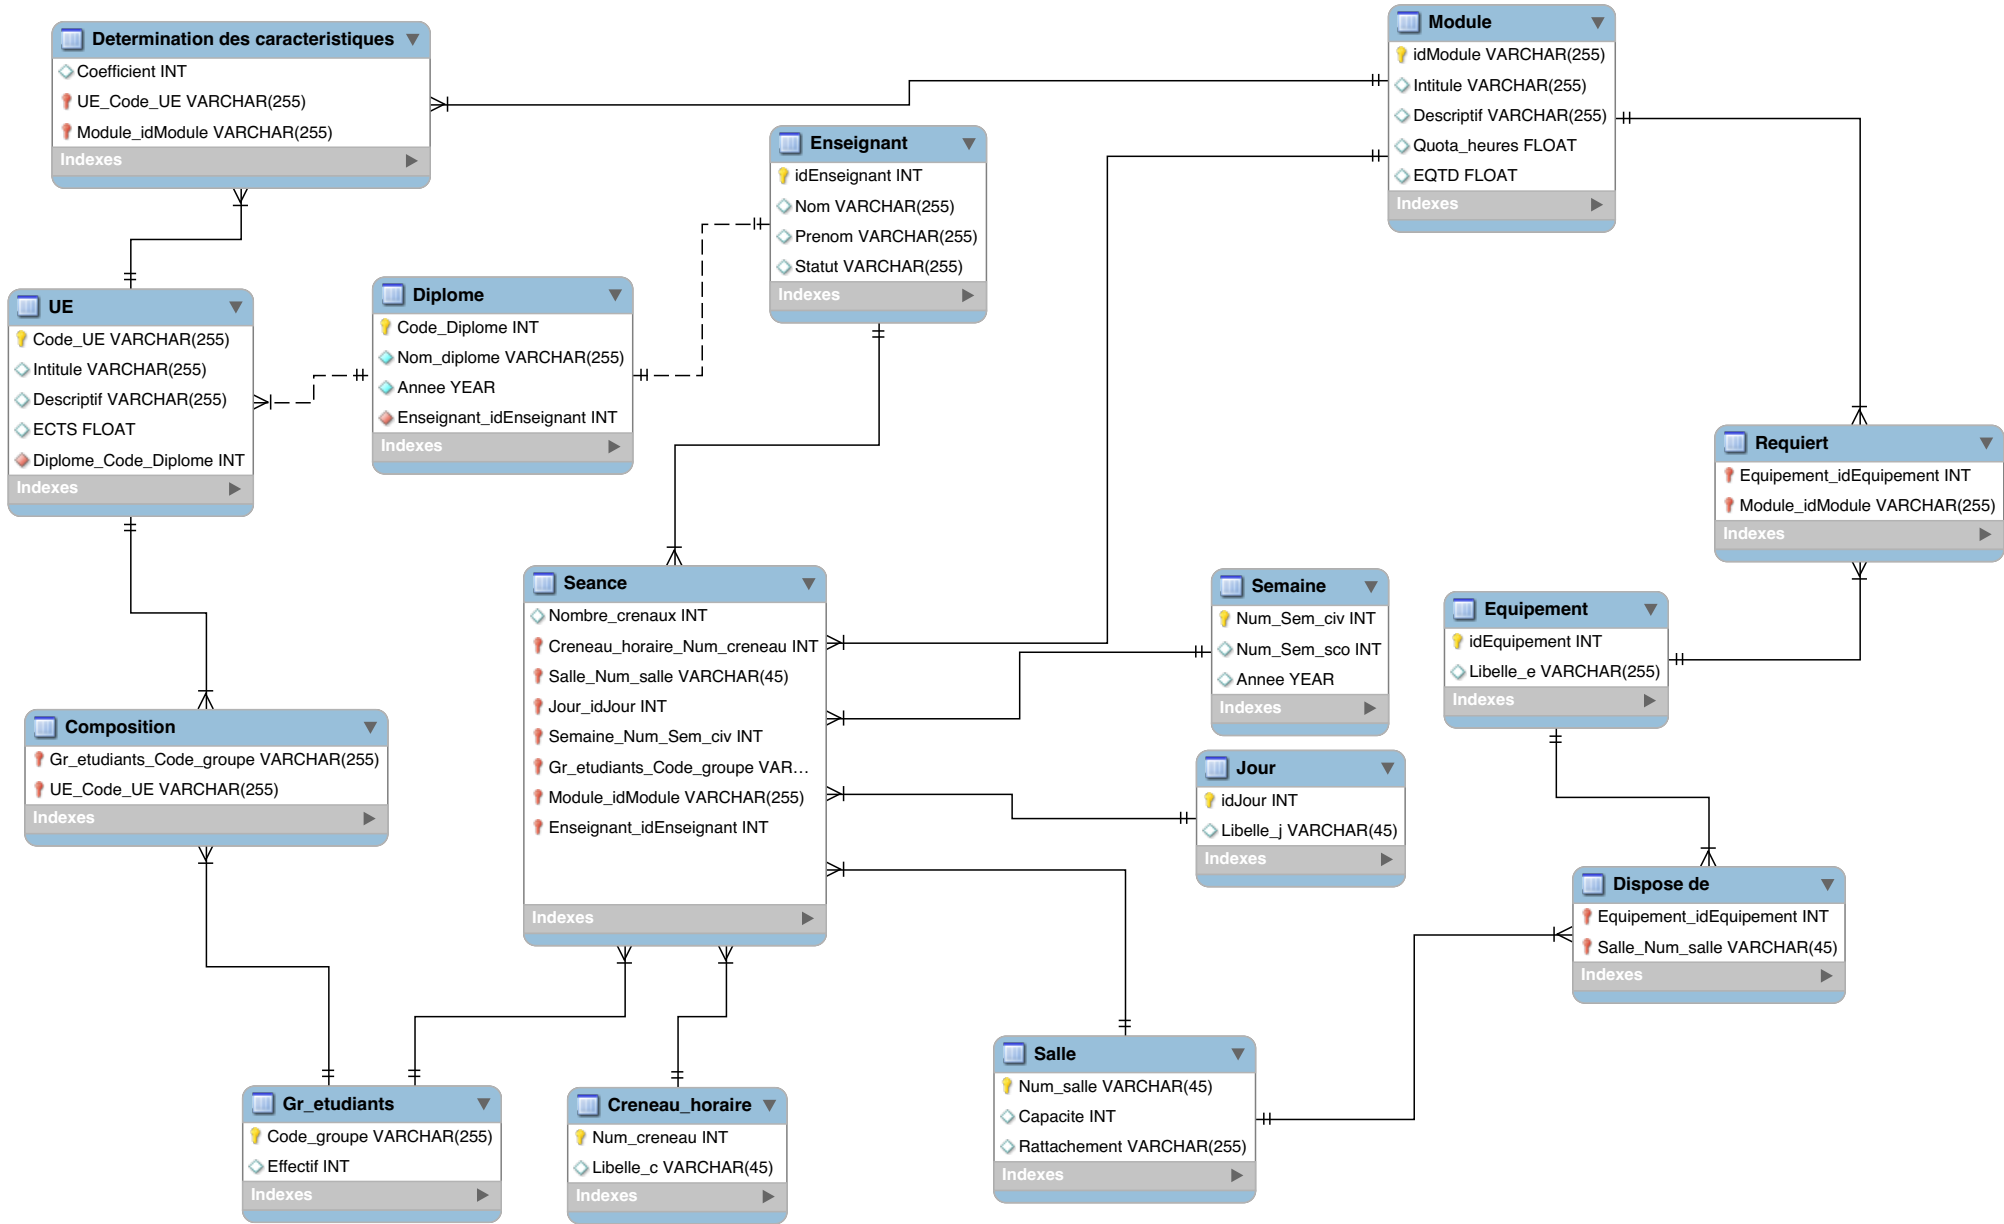 Determination des caracteristiques
Coefficient INT
UE_Code_UE VARCHAR(255)
Module_idModule VARCHAR(255)
Indexes
Module
idModule VARCHAR(255)
Intitule VARCHAR(255)
Descriptif VARCHAR(255)
Quota_heures FLOAT
EQTD FLOAT
Indexes
Enseignant
idEnseignant INT
Nom VARCHAR(255)
Prenom VARCHAR(255)
Statut VARCHAR(255)
Indexes
UE
Code_UE VARCHAR(255)
Intitule VARCHAR(255)
Descriptif VARCHAR(255)
ECTS FLOAT
Diplome_Code_Diplome INT
Indexes
Diplome
Code_Diplome INT
Nom_diplome VARCHAR(255)
Annee YEAR
Enseignant_idEnseignant INT
Indexes
Requiert
Equipement_idEquipement INT
Module_idModule VARCHAR(255)
Indexes
Seance
Nombre_crenaux INT
Creneau_horaire_Num_creneau INT
Salle_Num_salle VARCHAR(45)
Jour_idJour INT
Semaine_Num_Sem_civ INT
Gr_etudiants_Code_groupe VAR...
Module_idModule VARCHAR(255)
Enseignant_idEnseignant INT
Indexes
Semaine
Num_Sem_civ INT
Num_Sem_sco INT
Annee YEAR
Indexes
Equipement
idEquipement INT
Libelle_e VARCHAR(255)
Indexes
Composition
Gr_etudiants_Code_groupe VARCHAR(255)
UE_Code_UE VARCHAR(255)
Indexes
Jour
idJour INT
Libelle_j VARCHAR(45)
Indexes
Dispose de
Equipement_idEquipement INT
Salle_Num_salle VARCHAR(45)
Indexes
Salle
Num_salle VARCHAR(45)
Capacite INT
Rattachement VARCHAR(255)
Indexes
Gr_etudiants
Code_groupe VARCHAR(255)
Effectif INT
Indexes
Creneau_horaire
Num_creneau INT
Libelle_c VARCHAR(45)
Indexes